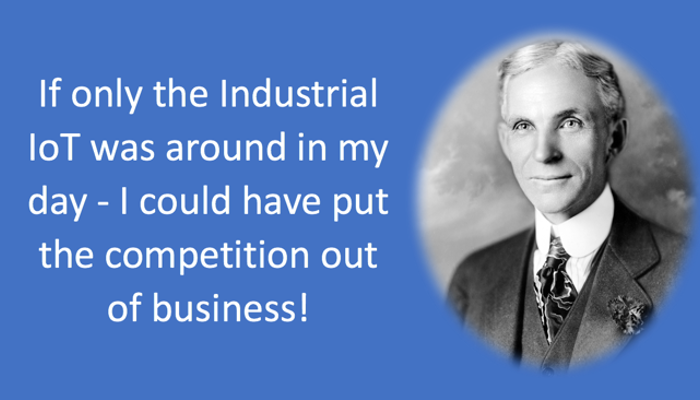 If only the Industrial
IoT was around in my
day - I could have put
the competition out
of business!